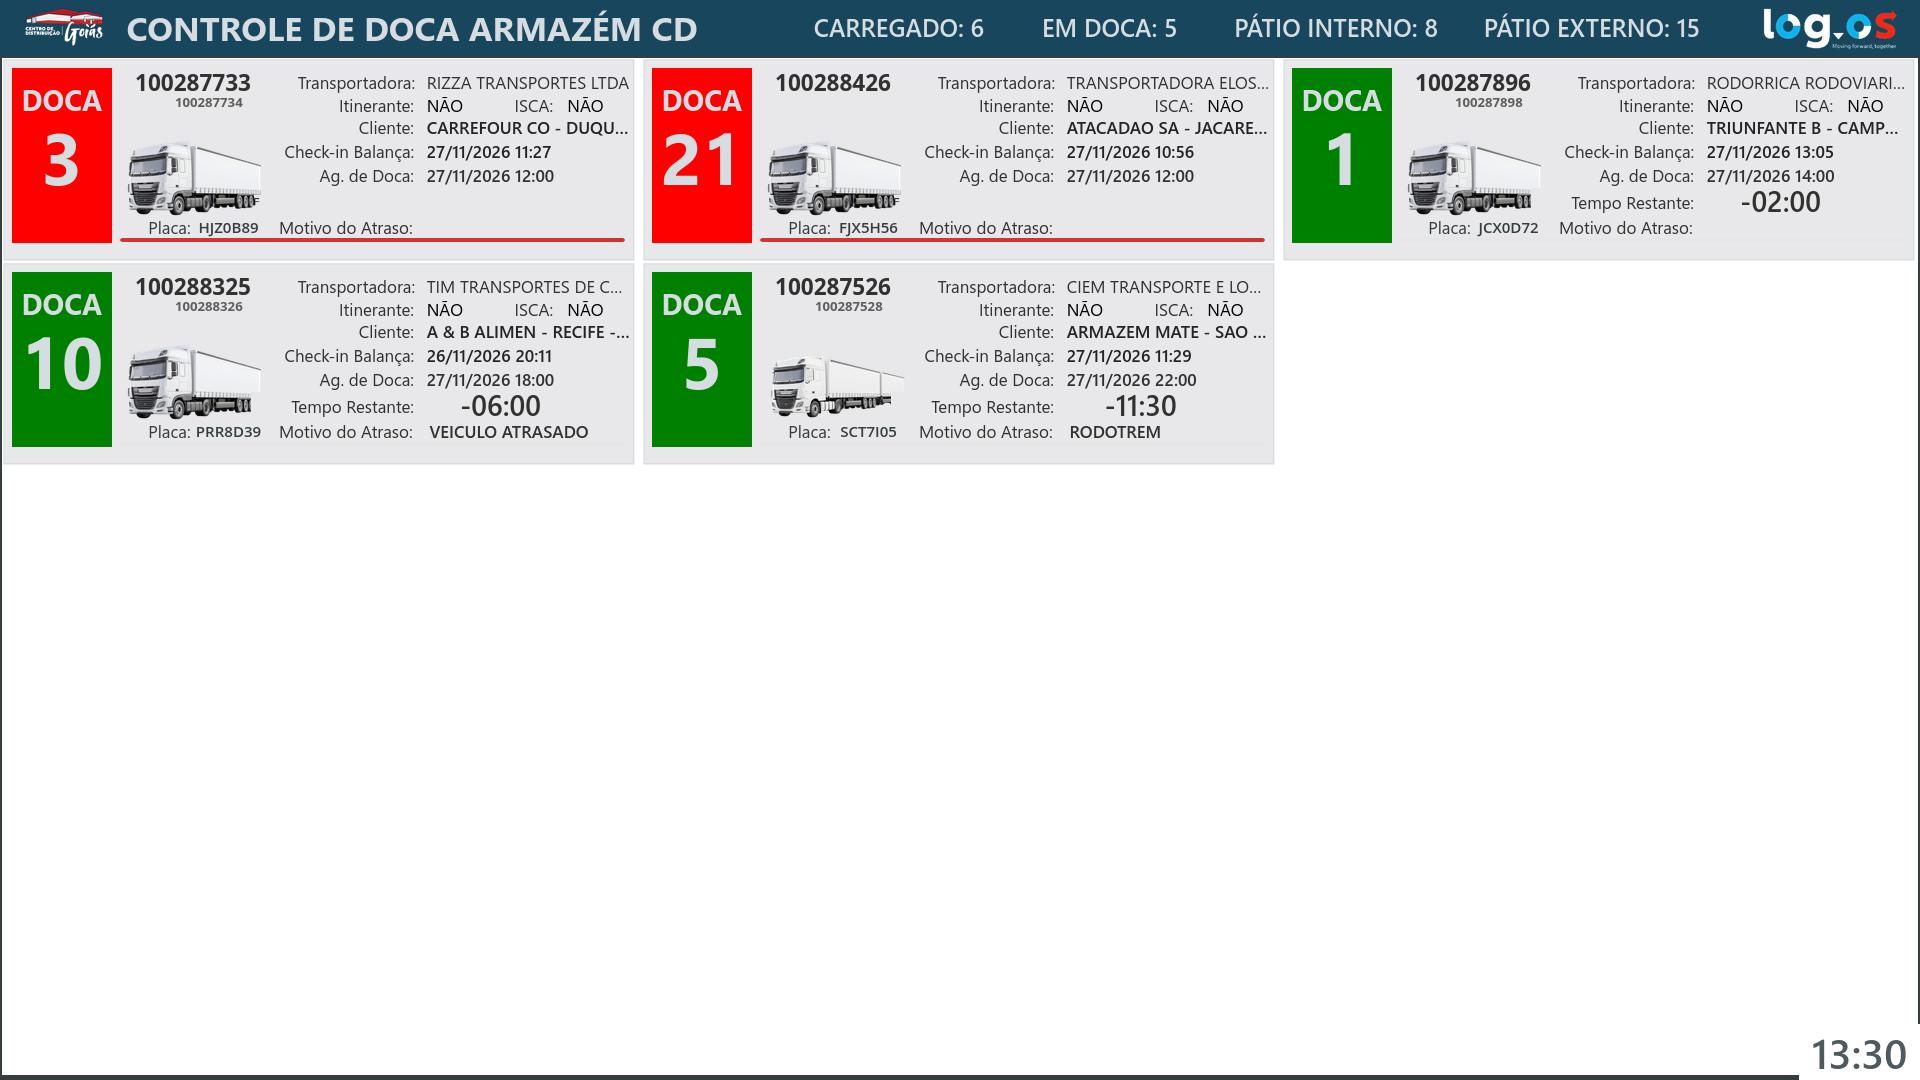 CENTRO DE DISTRIBUIÇÃO Goiás
CONTROLE DE DOCA ARMAZÉM CD
CARREGADO: 6 EM DOCA: 5 PÁTIO INTERNO: 8 PÁTIO EXTERNO: 15
log.os
Moving forward, together
DOCA
3
100287733
100287734
Transportadora: RIZZA TRANSPORTES LTDA
Itinerante: NÃO ISCA: NÃO
Cliente: CARREFOUR CO - DUQU...
Check-in Balança: 27/11/2026 11:27
Ag. de Doca: 27/11/2026 12:00
Placa: HJZ0B89 Motivo do Atraso:
DOCA
21
100288426
Transportadora: TRANSPORTADORA ELOS...
Itinerante: NÃO ISCA: NÃO
Cliente: ATACADAO SA - JACARE...
Check-in Balança: 27/11/2026 10:56
Ag. de Doca: 27/11/2026 12:00
Placa: FJX5H56 Motivo do Atraso:
DOCA
1
100287896
100287898
Transportadora: RODORRICA RODOVIARI...
Itinerante: NÃO ISCA: NÃO
Cliente: TRIUNFANTE B - CAMP...
Check-in Balança: 27/11/2026 13:05
Ag. de Doca: 27/11/2026 14:00
Tempo Restante: -02:00
Placa: JCX0D72 Motivo do Atraso:
DOCA
10
100288325
100288326
Transportadora: TIM TRANSPORTES DE C...
Itinerante: NÃO ISCA: NÃO
Cliente: A & B ALIMEN - RECIFE -...
Check-in Balança: 26/11/2026 20:11
Ag. de Doca: 27/11/2026 18:00
Tempo Restante: -06:00
Placa: PRR8D39 Motivo do Atraso: VEICULO ATRASADO
DOCA
5
100287526
100287528
Transportadora: CIEM TRANSPORTE E LO...
Itinerante: NÃO ISCA: NÃO
Cliente: ARMAZEM MATE - SAO ...
Check-in Balança: 27/11/2026 11:29
Ag. de Doca: 27/11/2026 22:00
Tempo Restante: -11:30
Placa: SCT7I05 Motivo do Atraso: RODOTREM
13:30